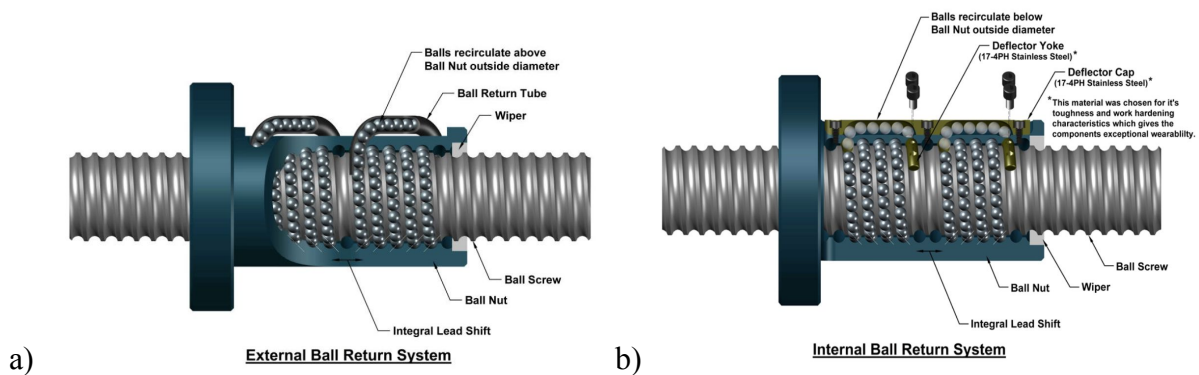 Balls recirculate above
Ball Nut outside diameter
Ball Return Tube
Wiper
Ball Screw
Ball Nut
Integral Lead Shift
a)
External Ball Return System
Balls recirculate below
Ball Nut outside diameter
Deflector Yoke
(17-4PH Stainless Steel)*
Deflector Cap
(17-4PH Stainless Steel)*
*This material was chosen for it's
toughness and work hardening
characteristics which gives the
components exceptional wearablilty.
Ball Screw
Wiper
Ball Nut
Integral Lead Shift
b)
Internal Ball Return System